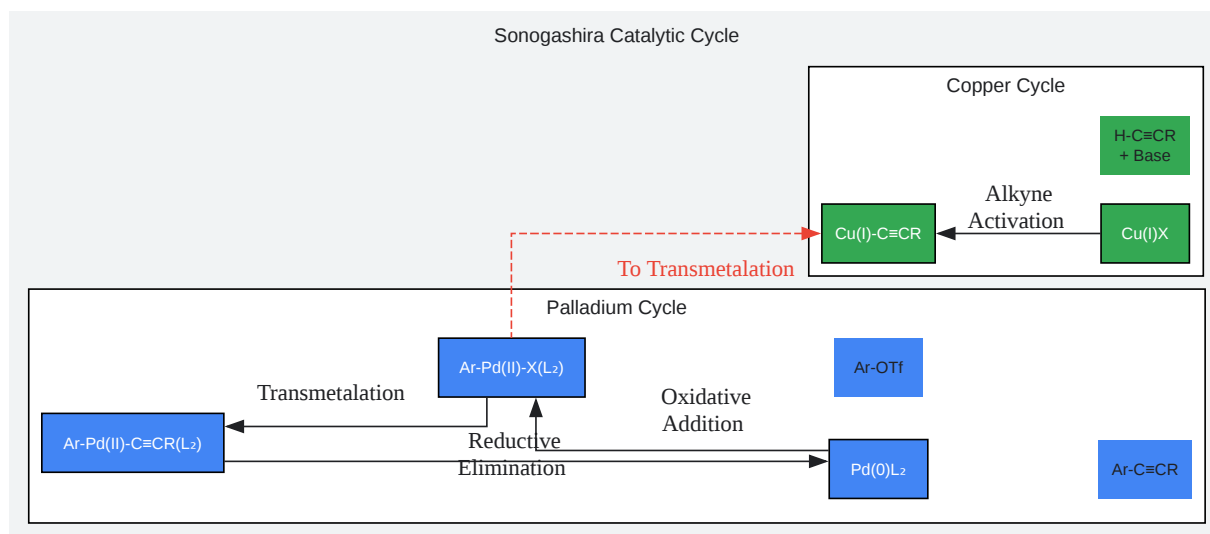 Sonogashira Catalytic Cycle
Copper Cycle
H-C≡CR
+ Base
Alkyne
Activation
Cu(I)-C≡CR
Cu(I)X
To Transmetalation
Palladium Cycle
Ar-Pd(II)-X(L₂)
Ar-OTf
Transmetalation
Oxidative
Addition
Ar-Pd(II)-C≡CR(L₂)
Reductive
Elimination
Pd(0)L₂
Ar-C≡CR